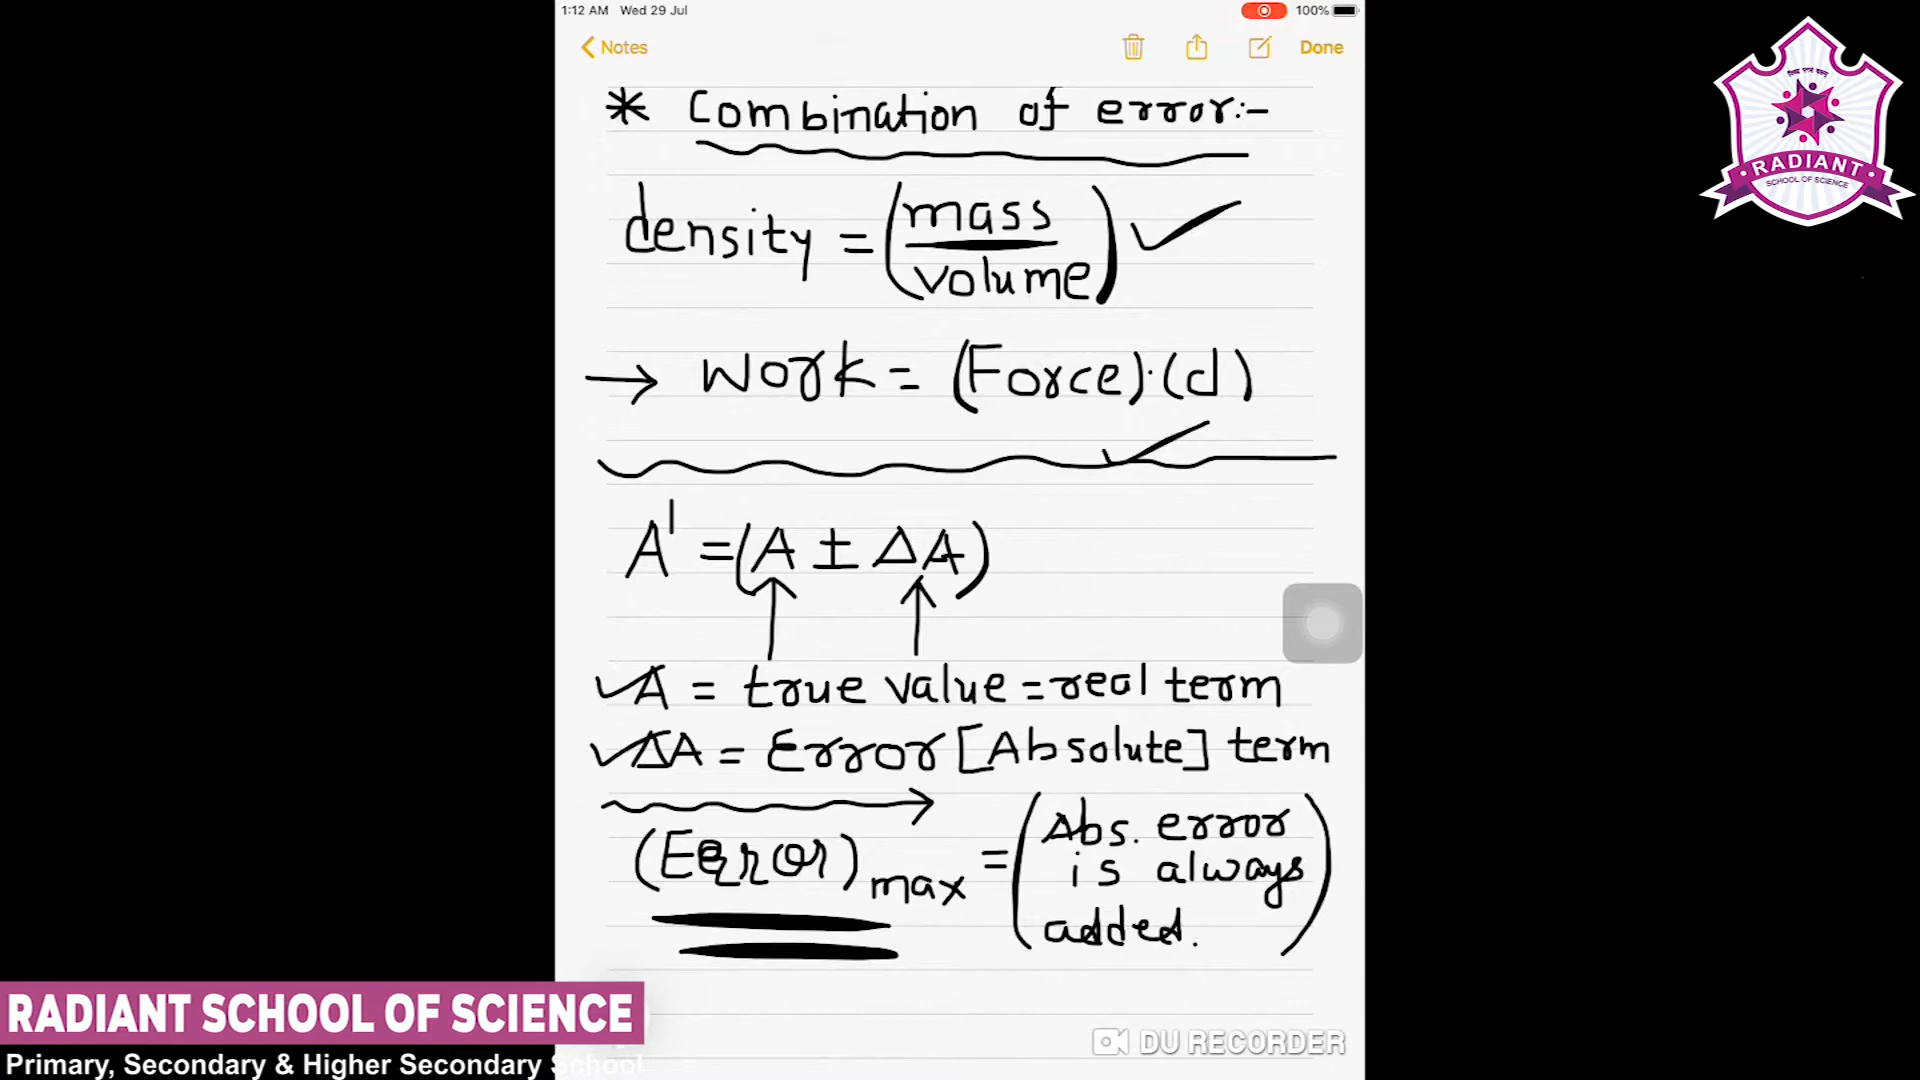 1:12 AM Wed 29 Jul
100%
Notes
Done
* Combination of error:-
density = (mass/volume) ✓
→ Work = (Force)·(d)
✓
A' = (A ± ΔA)
✓A = true value = real term
✓ΔA = Error [Absolute] term
(Eerror)max = (Abs. error
is always
added.)
RADIANT
SCHOOL OF SCIENCE
RADIANT SCHOOL OF SCIENCE
Primary, Secondary & Higher Secondary School
DU RECORDER